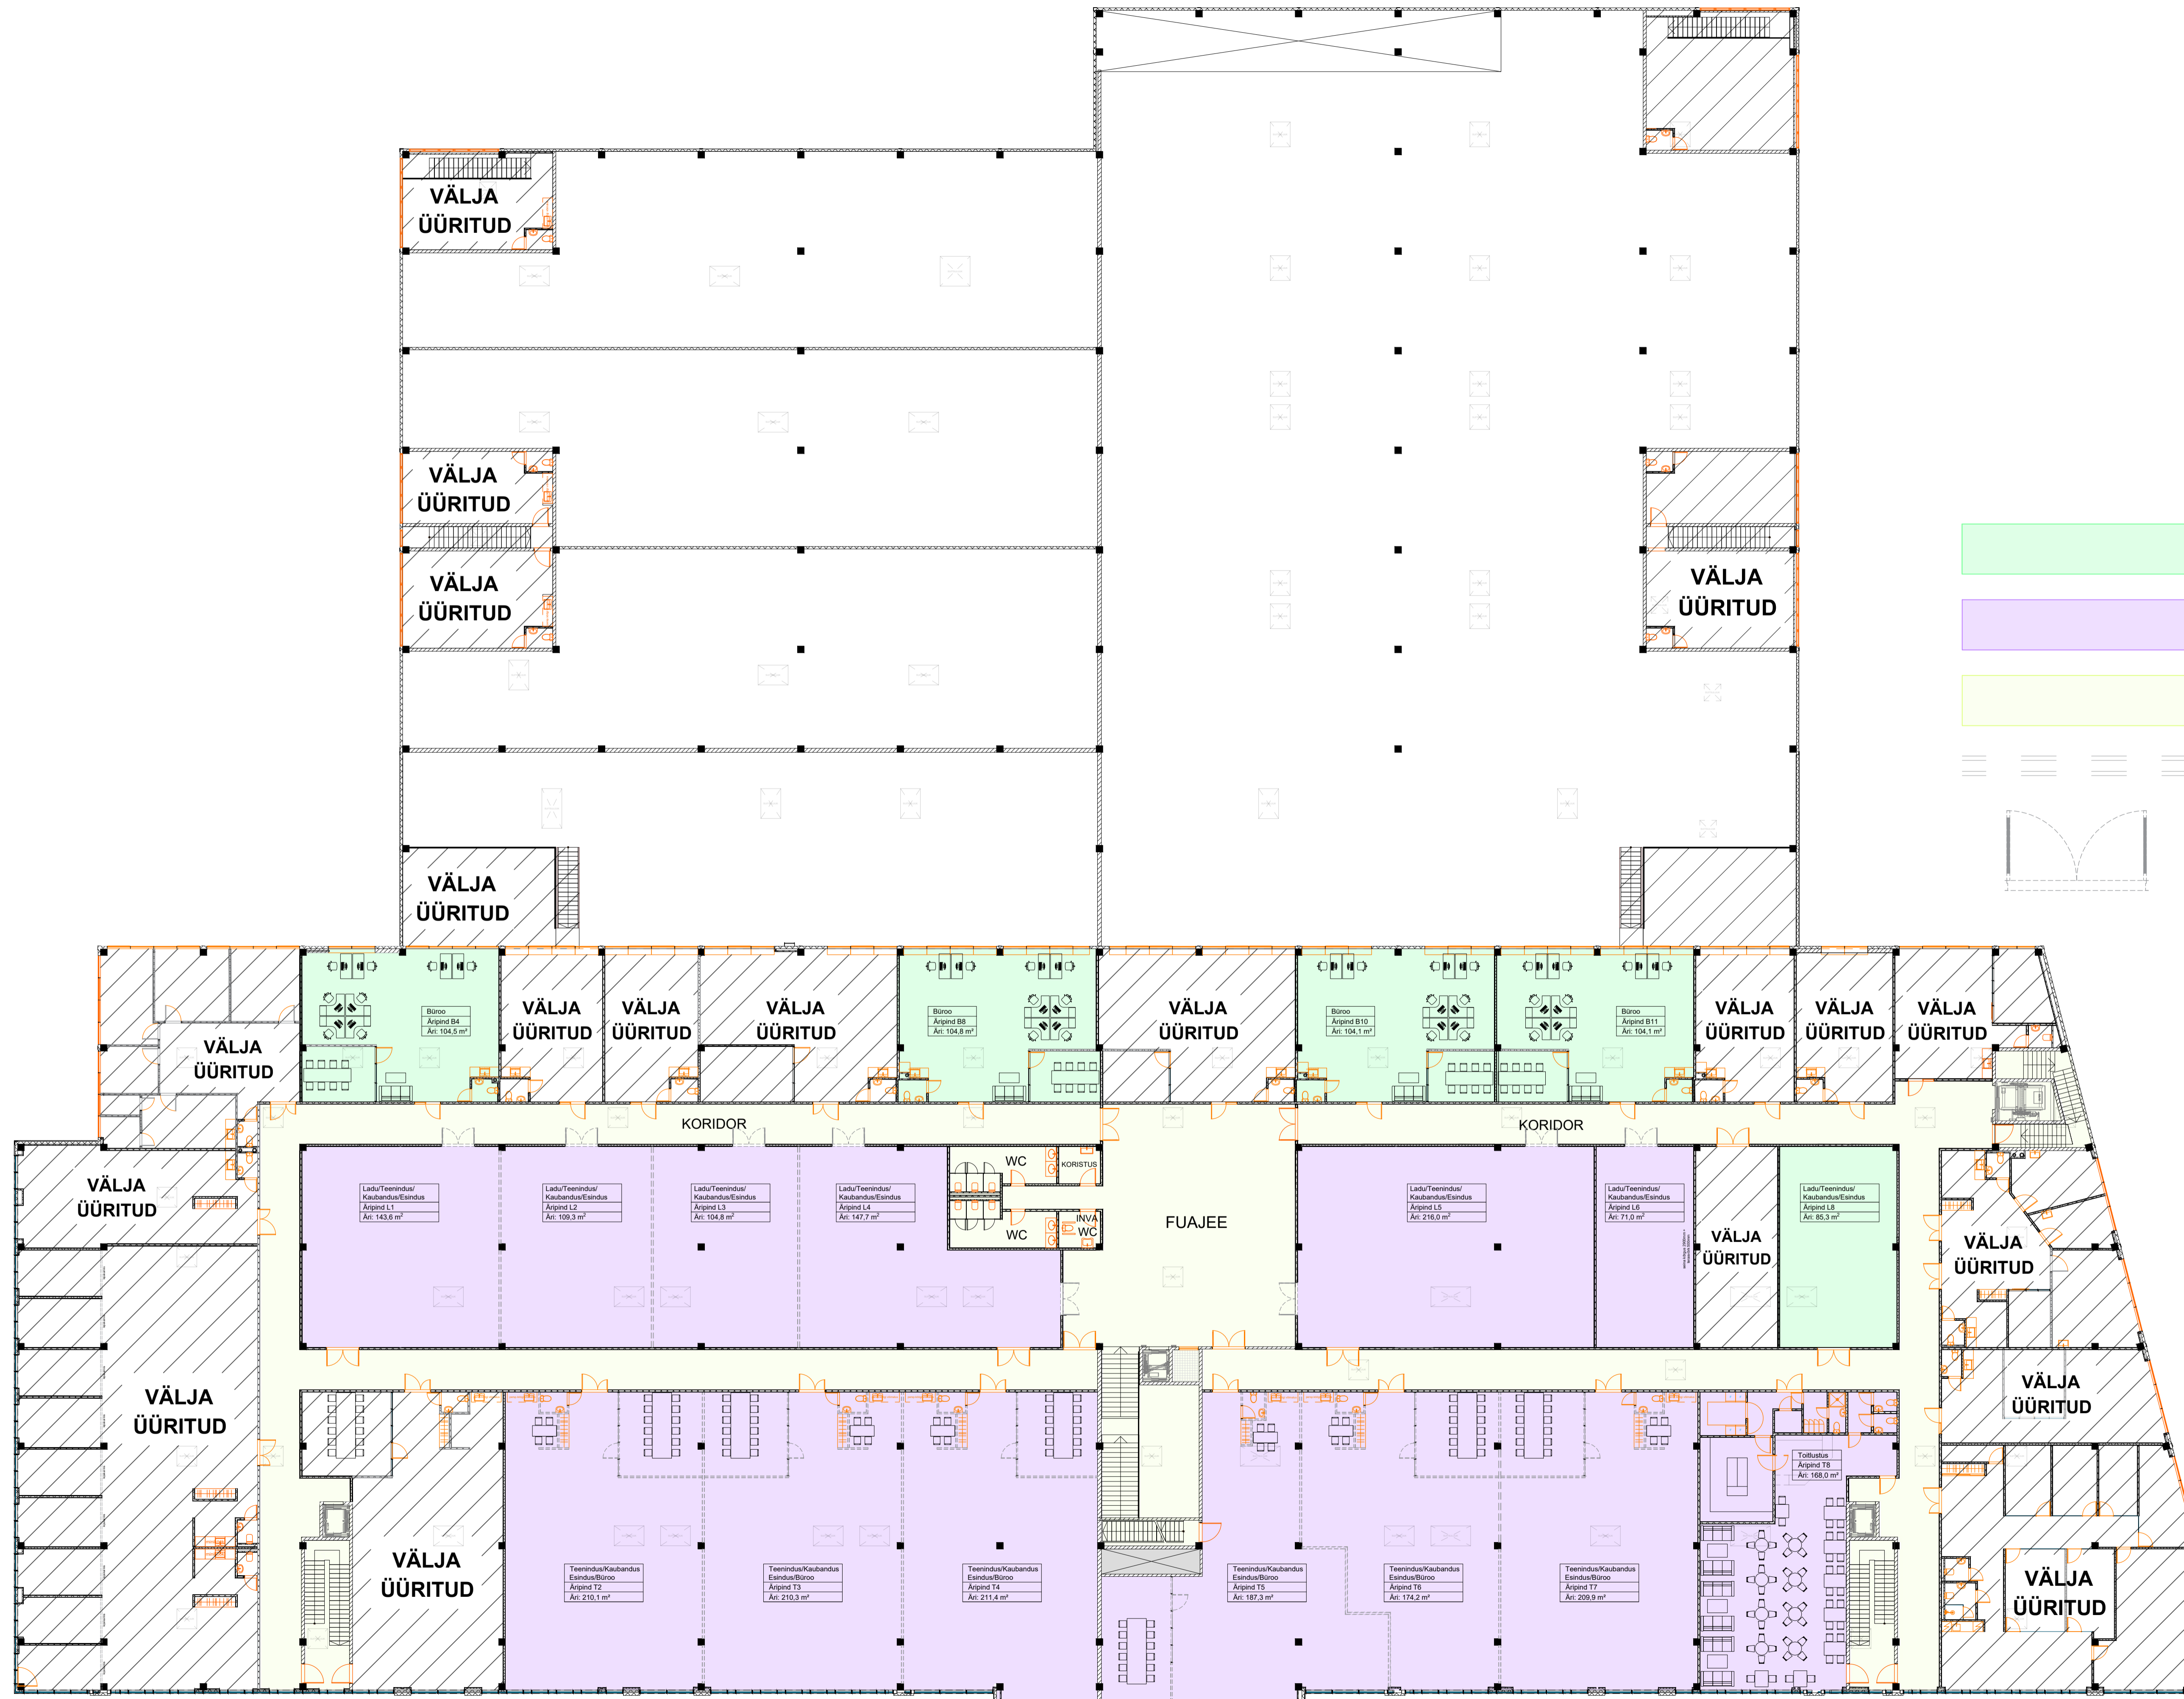 VÄLJA
ÜÜRITUD
VÄLJA
ÜÜRITUD
VÄLJA
ÜÜRITUD
VÄLJA
ÜÜRITUD
VÄLJA
ÜÜRITUD
VÄLJA
ÜÜRITUD
Büroo
Äripind B4
Äri: 104,5 m²
VÄLJA
ÜÜRITUD
VÄLJA
ÜÜRITUD
VÄLJA
ÜÜRITUD
Büroo
Äripind B8
Äri: 104,8 m²
VÄLJA
ÜÜRITUD
Büroo
Äripind B10
Äri: 104,1 m²
Büroo
Äripind B11
Äri: 104,1 m²
VÄLJA
ÜÜRITUD
VÄLJA
ÜÜRITUD
VÄLJA
ÜÜRITUD
KORIDOR
KORIDOR
VÄLJA
ÜÜRITUD
Ladu/Teenindus/
Kaubandus/Esindus
Äripind L1
Äri: 143,6 m²
Ladu/Teenindus/
Kaubandus/Esindus
Äripind L2
Äri: 109,3 m²
Ladu/Teenindus/
Kaubandus/Esindus
Äripind L3
Äri: 104,8 m²
Ladu/Teenindus/
Kaubandus/Esindus
Äripind L4
Äri: 147,7 m²
WC
KORISTUS
WC
INVA
WC
FUAJEE
Ladu/Teenindus/
Kaubandus/Esindus
Äripind L5
Äri: 216,0 m²
Ladu/Teenindus/
Kaubandus/Esindus
Äripind L6
Äri: 71,0 m²
VÄLJA
ÜÜRITUD
Ladu/Teenindus/
Kaubandus/Esindus
Äripind L8
Äri: 85,3 m²
VÄLJA
ÜÜRITUD
VÄLJA
ÜÜRITUD
VÄLJA
ÜÜRITUD
VÄLJA
ÜÜRITUD
Teenindus/Kaubandus
Esindus/Büroo
Äripind T2
Äri: 210,1 m²
Teenindus/Kaubandus
Esindus/Büroo
Äripind T3
Äri: 210,3 m²
Teenindus/Kaubandus
Esindus/Büroo
Äripind T4
Äri: 211,4 m²
Teenindus/Kaubandus
Esindus/Büroo
Äripind T5
Äri: 187,3 m²
Teenindus/Kaubandus
Esindus/Büroo
Äripind T6
Äri: 174,2 m²
Teenindus/Kaubandus
Esindus/Büroo
Äripind T7
Äri: 209,9 m²
Toitlustus
Äripind T8
Äri: 168,0 m²
VÄLJA
ÜÜRITUD